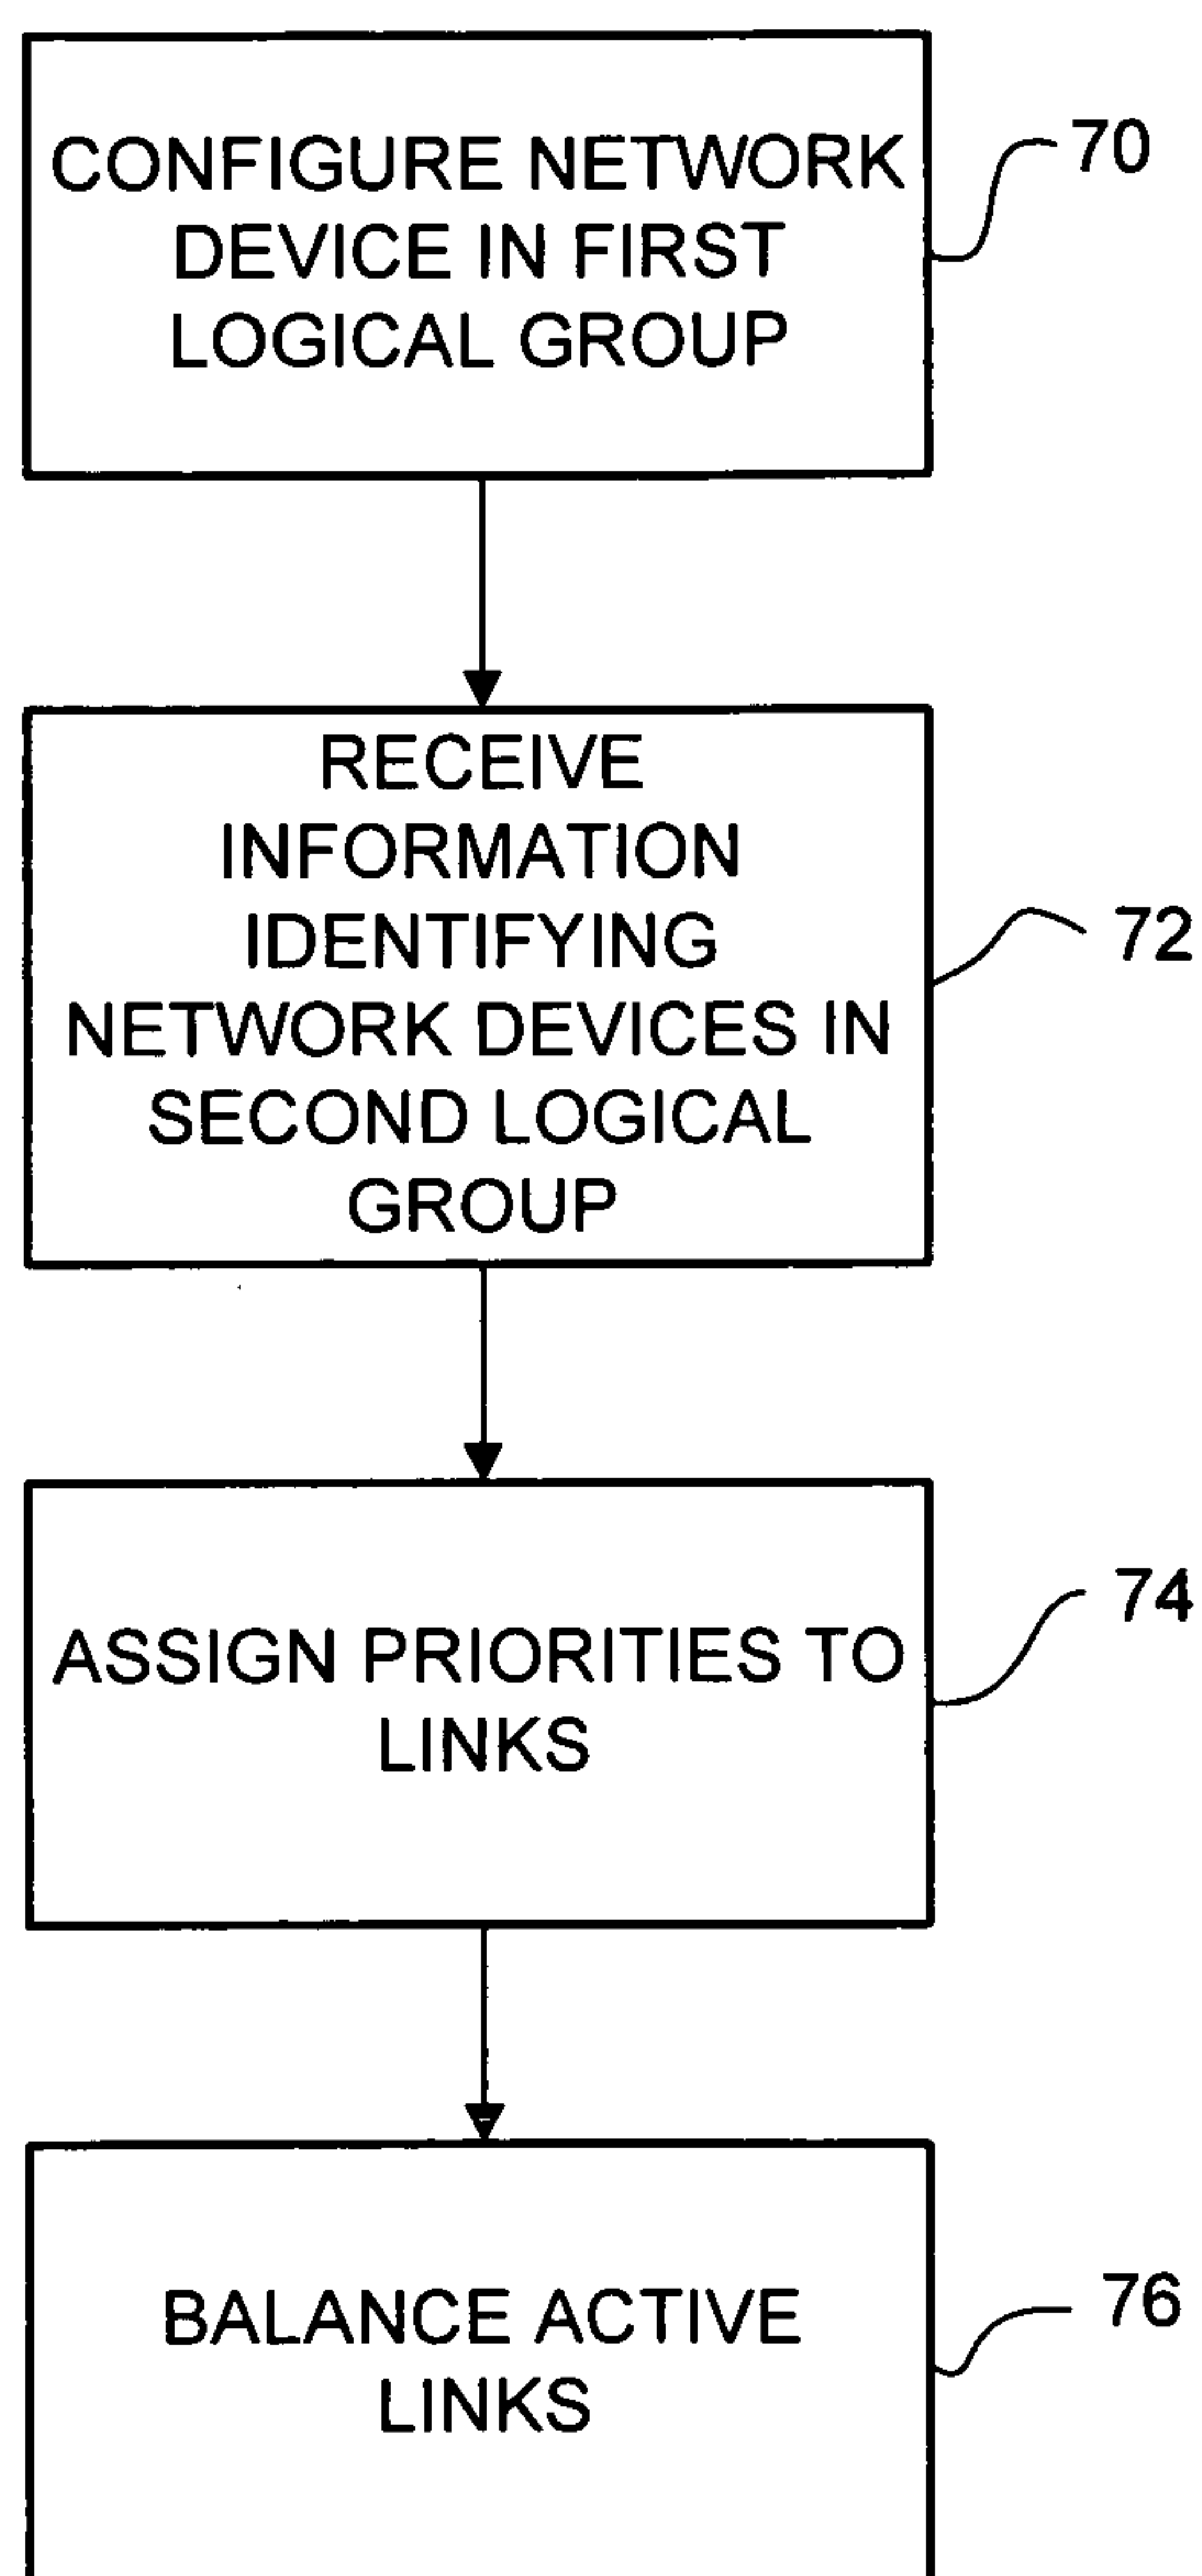 CONFIGURE NETWORK
DEVICE IN FIRST
LOGICAL GROUP
70
RECEIVE
INFORMATION
IDENTIFYING
NETWORK DEVICES IN
SECOND LOGICAL
GROUP
72
ASSIGN PRIORITIES TO
LINKS
74
BALANCE ACTIVE
LINKS
76